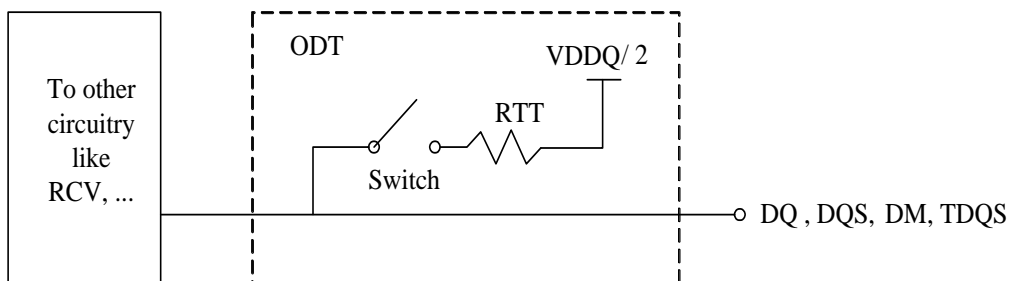 ODT
VDDQ/ 2
To other
circuitry
like
RCV, ...
RTT
Switch
DQ , DQS, DM, TDQS